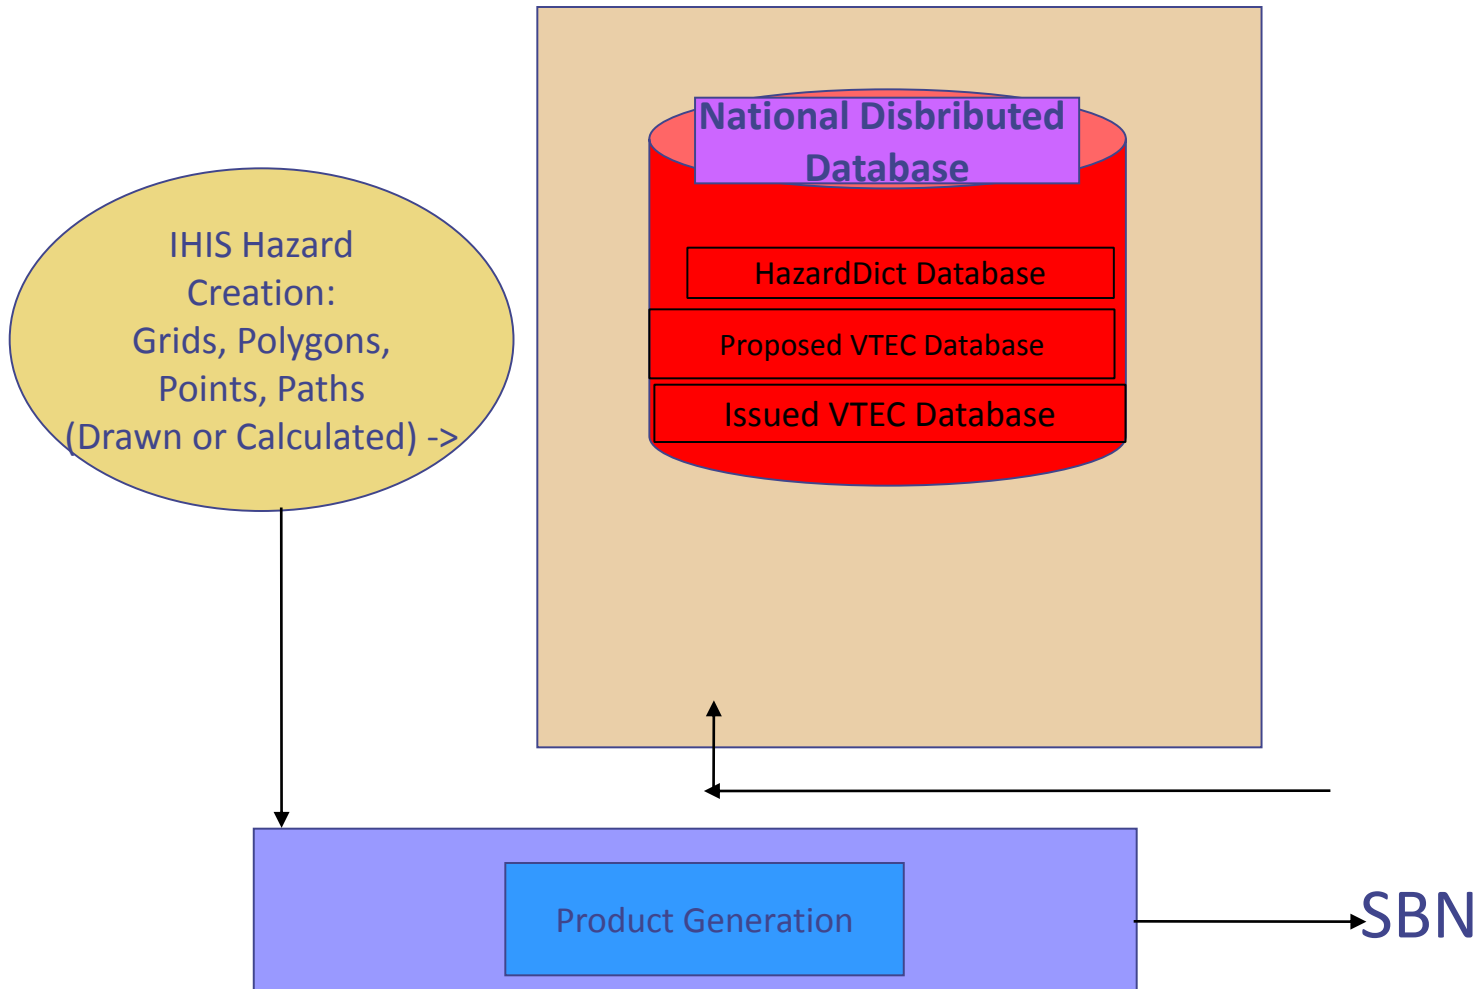 National Disbributed
Database
HazardDict Database
Proposed VTEC Database
Issued VTEC Database
IHIS Hazard
Creation:
Grids, Polygons,
Points, Paths
(Drawn or Calculated) ->
Product Generation
SBN